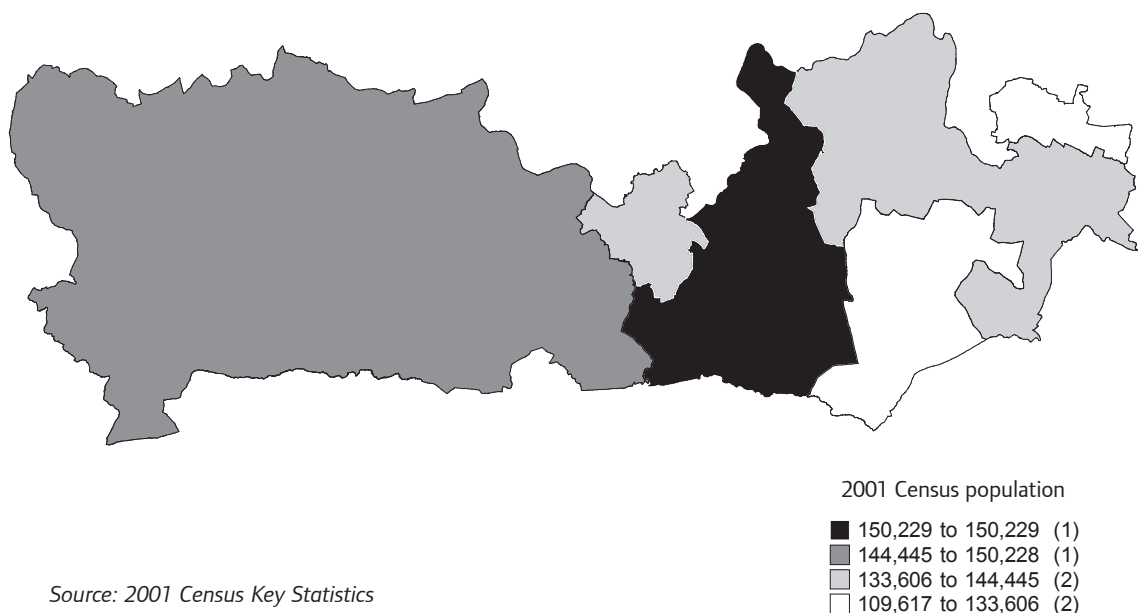 2001 Census population
150,229 to 150,229 (1)
144,445 to 150,228 (1)
133,606 to 144,445 (2)
109,617 to 133,606 (2)
Source: 2001 Census Key Statistics